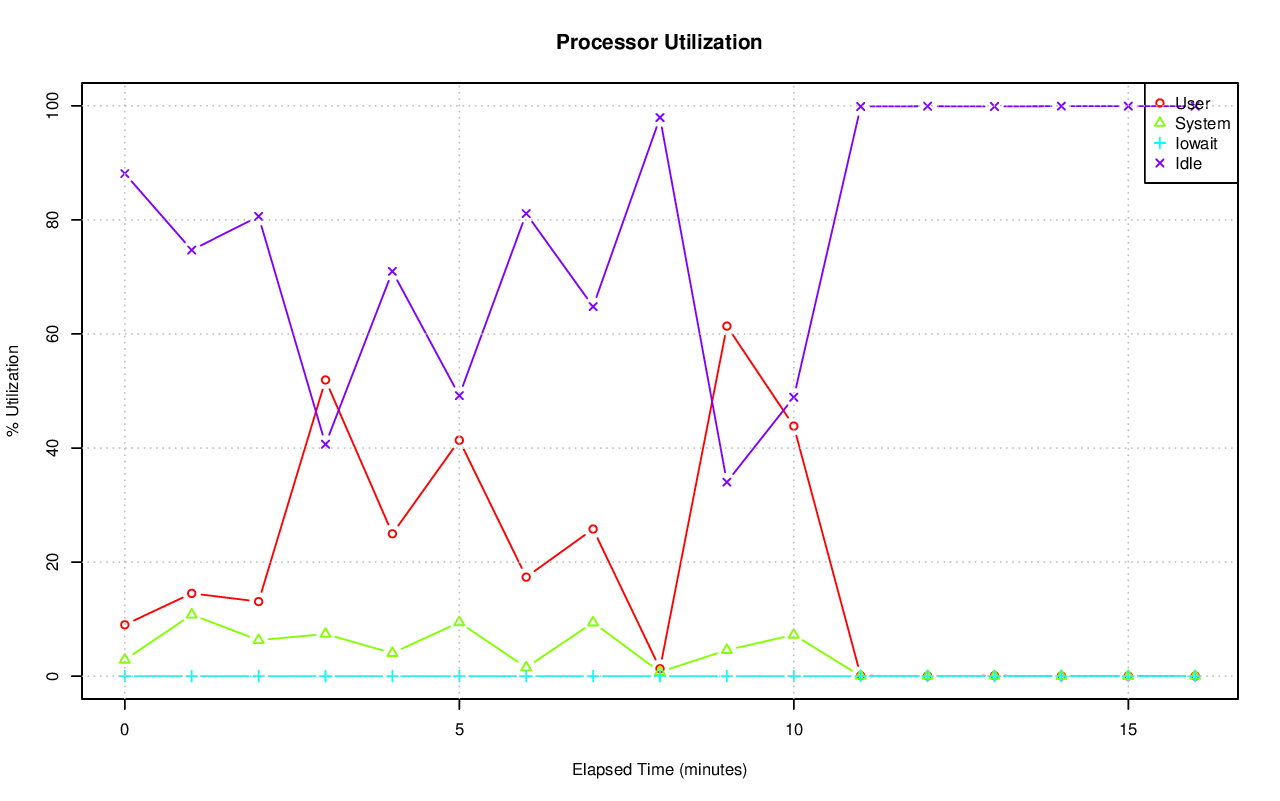 Processor Utilization
% Utilization
100
80
60
40
20
0
User
System
Iowait
Idle
0 5 10 15
Elapsed Time (minutes)